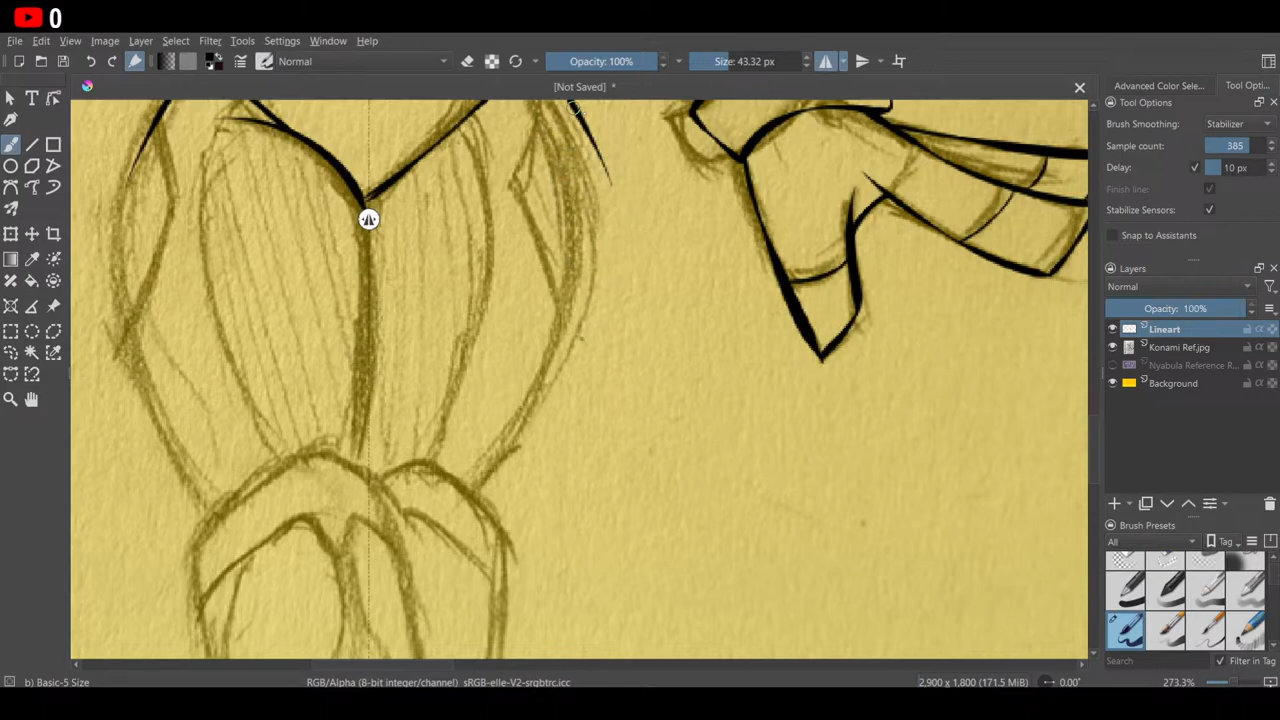 0
File Edit View Image Layer Select Filter Tools Settings Window Help
Normal Opacity: 100% Size: 43.32 px
[Not Saved] *
Advanced Color Sele... Tool Opti...
Tool Options
Brush Smoothing: Stabilizer
Sample count: 385
Delay: 10 px
Finish line:
Stabilize Sensors:
Snap to Assistants
Layers
Normal
Opacity: 100%
Lineart
Konami Ref.jpg
Nyabula Reference R...
Background
Brush Presets
All Tag
Search Filter in Tag
b) Basic-5 Size RGB/Alpha (8-bit integer/channel) sRGB-elle-V2-srgbtrc.icc 2,900 x 1,800 (171.5 MiB) 0.00° 273.3%